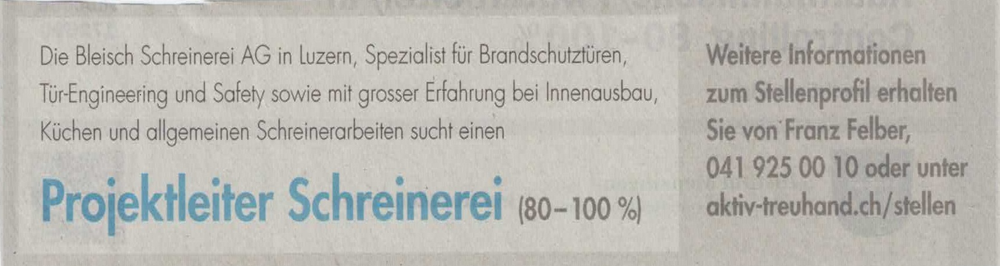 Die Bleisch Schreinerei AG in Luzern, Spezialist für Brandschutztüren,
Tür-Engineering und Safety sowie mit grosser Erfahrung bei Innenausbau,
Küchen und allgemeinen Schreinerarbeiten sucht einen
Projektleiter Schreinerei (80–100 %)
Weitere Informationen
zum Stellenprofil erhalten
Sie von Franz Felber,
041 925 00 10 oder unter
aktiv-treuhand.ch/stellen